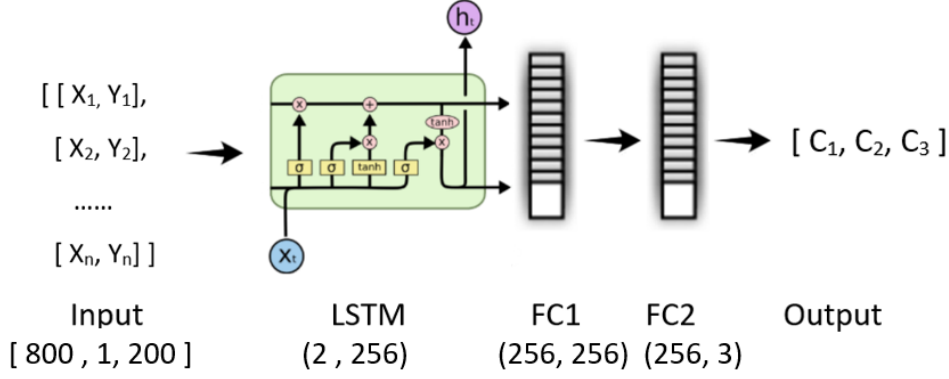 [ [ X₁, Y₁],
[ X₂, Y₂],
......
[ Xₙ, Yₙ] ]
hₜ
x
+
tanh
x
x
σ
σ
tanh
σ
Xₜ
[ C₁, C₂, C₃ ]
Input
LSTM
FC1
FC2
Output
[ 800 , 1, 200 ]
(2 , 256)
(256, 256)
(256, 3)